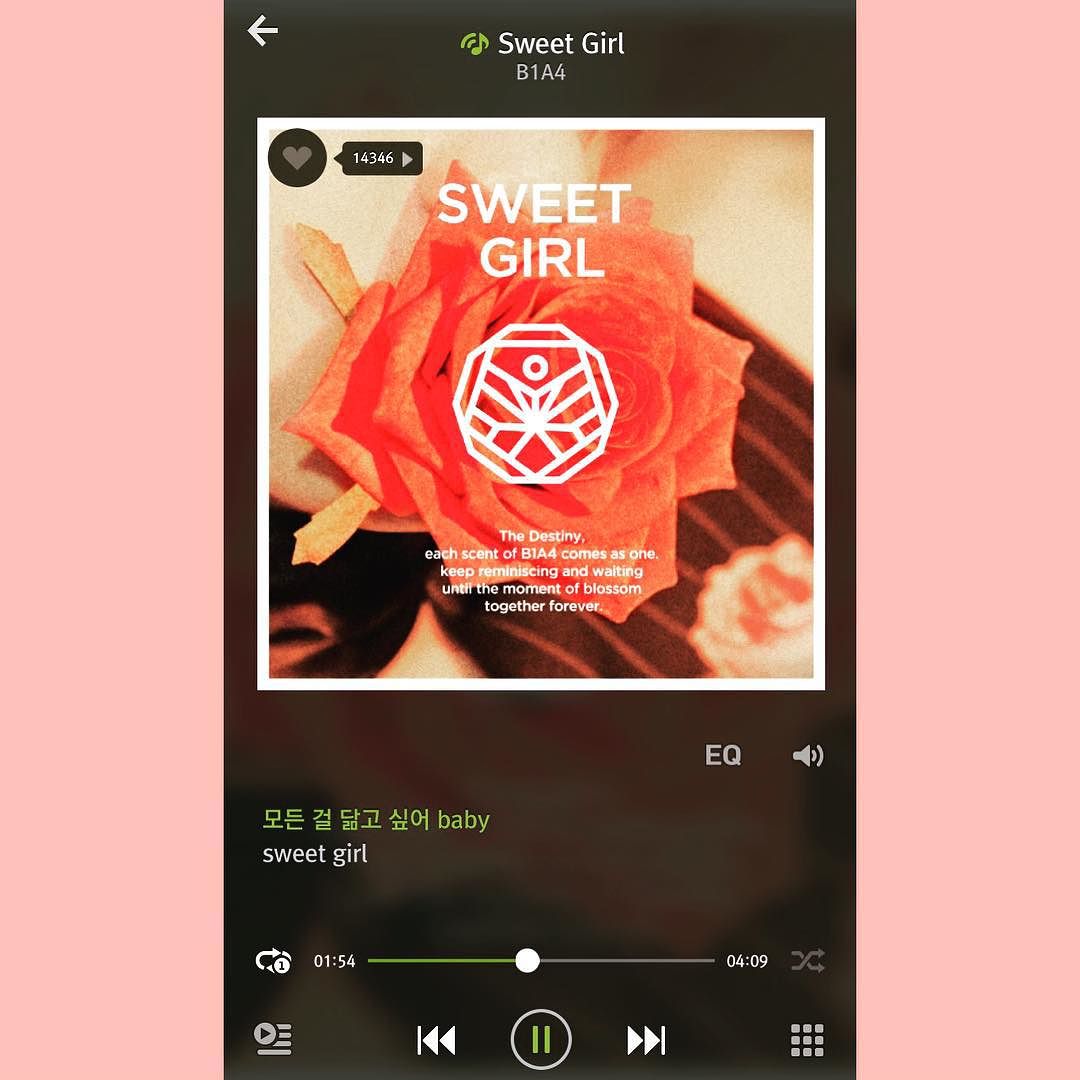 Sweet Girl
B1A4
14346
SWEET
GIRL
The Destiny,
each scent of B1A4 comes as one.
keep reminiscing and waiting
until the moment of blossom
together forever.
EQ
모든 걸 닮고 싶어 baby
sweet girl
1
01:54
04:09